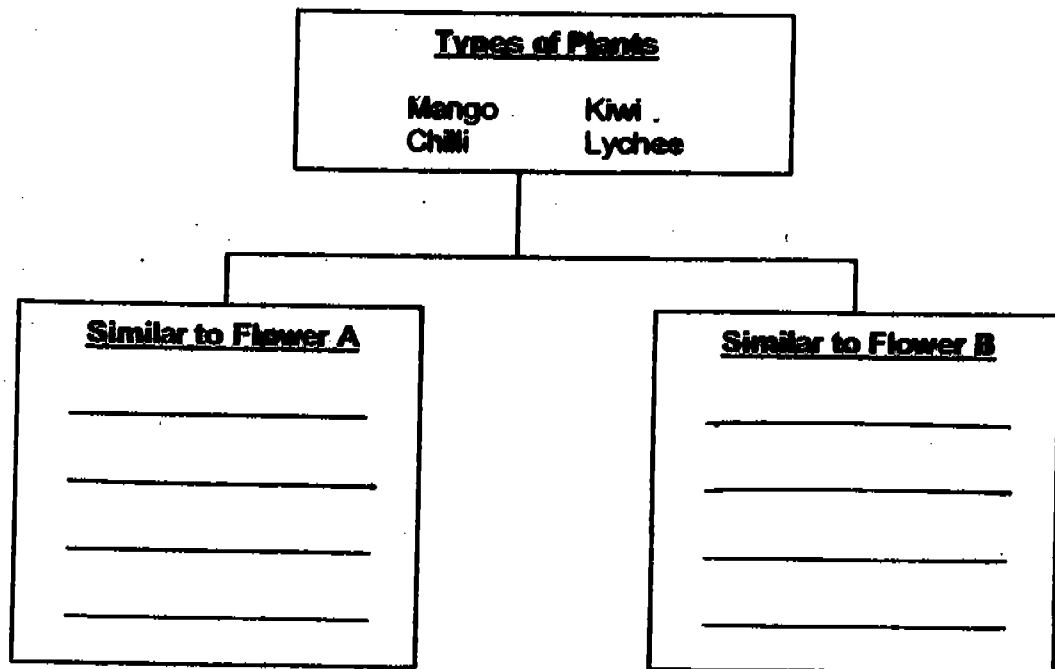 Types of Plants
Mango Kiwi
Chilli Lychee
Similar to Flower A
Similar to Flower B